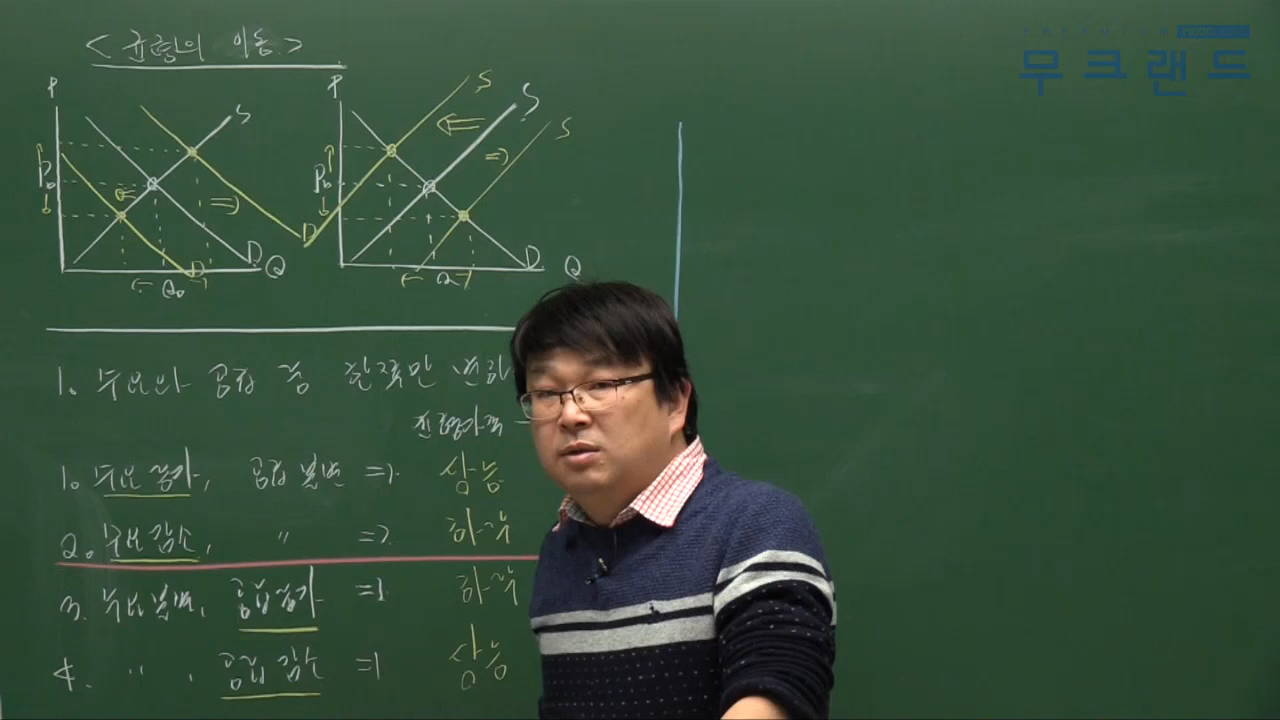 무크랜드
< 균형의 이동 >
P S D D D Q P0 Q0
P S S S D Q P0
1. 수요와 공급 중 한쪽만 변화
균형가격
1. 수요증가, 공급불변 => 상승
2. 수요감소, " => 하락
3. 수요불변, 공급증가 => 하락
4. " , 공급감소 => 상승